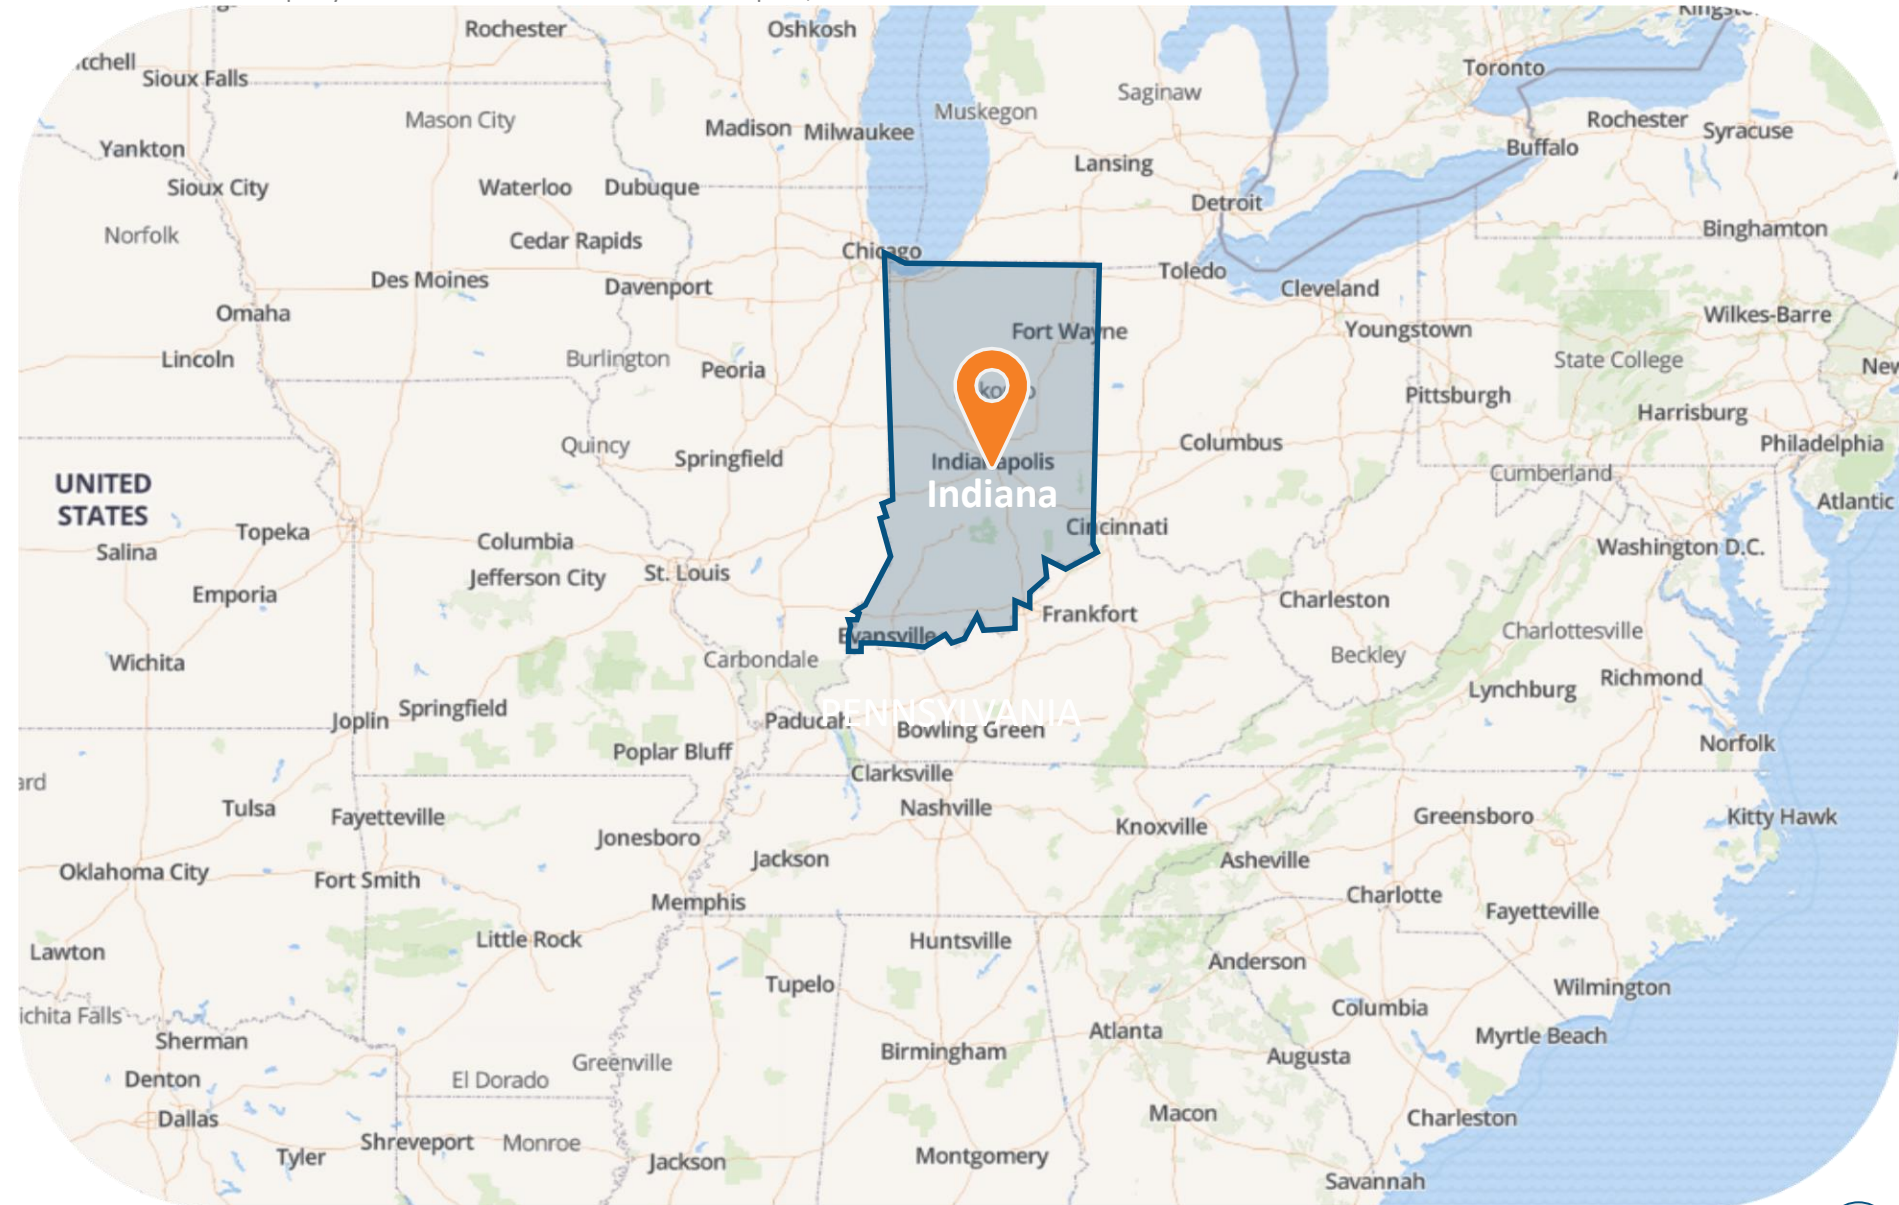 Rochester
Oshkosh
Sioux Falls
Toronto
Mason City
Saginaw
Muskegon
Madison
Milwaukee
Rochester
Syracuse
Yankton
Lansing
Buffalo
Sioux City
Waterloo
Dubuque
Detroit
Norfolk
Cedar Rapids
Chicago
Binghamton
Des Moines
Davenport
Toledo
Cleveland
Omaha
Fort Wayne
Youngstown
Wilkes-Barre
Lincoln
Burlington
Peoria
State College
Pittsburgh
Harrisburg
Quincy
Springfield
Indianapolis
Columbus
Philadelphia
Cumberland
UNITED
STATES
Indiana
Atlantic
Topeka
Columbia
Cincinnati
Salina
Jefferson City
St. Louis
Washington D.C.
Emporia
Frankfort
Charleston
Evansville
Charlottesville
Wichita
Carbondale
Beckley
Richmond
Lynchburg
Joplin
Springfield
Paducah
PENNSYLVANIA
Bowling Green
Poplar Bluff
Norfolk
Clarksville
Tulsa
Fayetteville
Nashville
Knoxville
Greensboro
Kitty Hawk
Jonesboro
Jackson
Asheville
Oklahoma City
Fort Smith
Memphis
Charlotte
Fayetteville
Lawton
Little Rock
Huntsville
Anderson
Tupelo
Wilmington
Columbia
ichita Falls
Sherman
Atlanta
Myrtle Beach
Birmingham
Augusta
Greenville
Denton
El Dorado
Dallas
Macon
Charleston
Shreveport
Monroe
Tyler
Jackson
Montgomery
Savannah